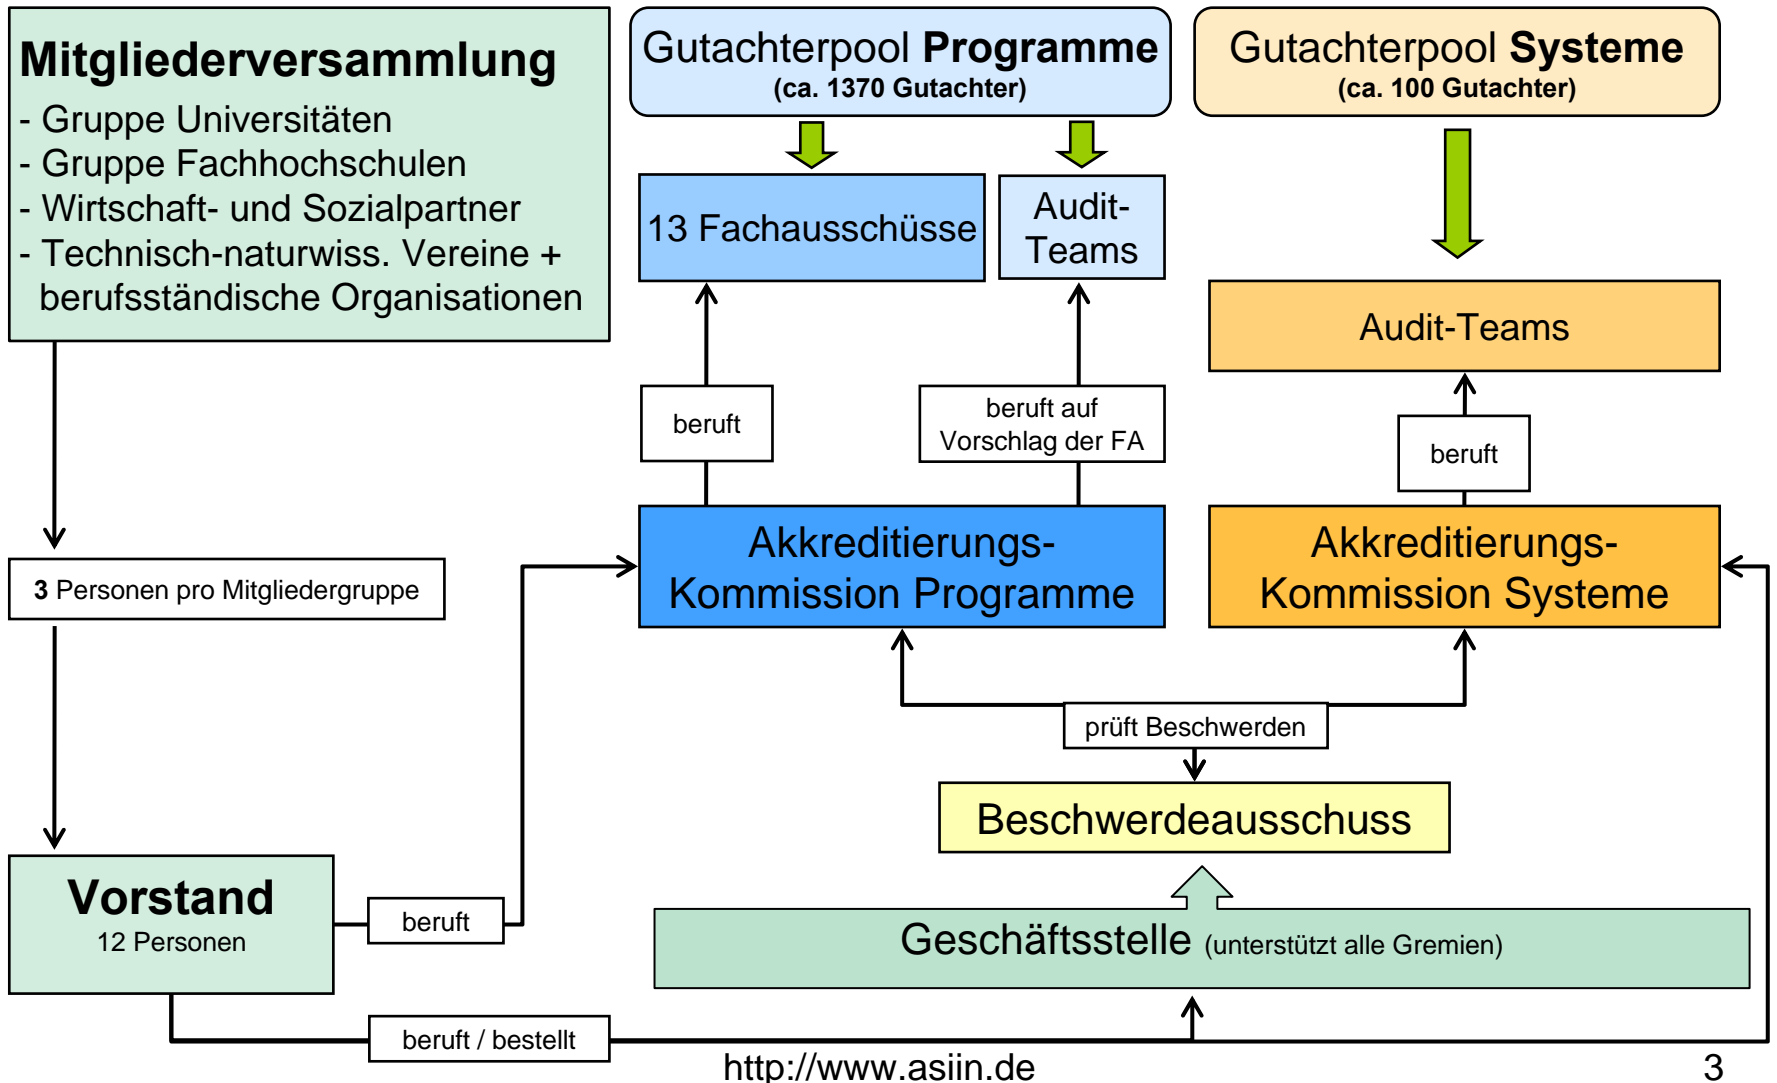 Mitgliederversammlung
- Gruppe Universitäten
- Gruppe Fachhochschulen
- Wirtschaft- und Sozialpartner
- Technisch-naturwiss. Vereine +
berufsständische Organisationen
Gutachterpool Programme
(ca. 1370 Gutachter)
Gutachterpool Systeme
(ca. 100 Gutachter)
13 Fachausschüsse
Audit-
Teams
Audit-Teams
beruft
beruft auf
Vorschlag der FA
beruft
3 Personen pro Mitgliedergruppe
Akkreditierungs-
Kommission Programme
Akkreditierungs-
Kommission Systeme
prüft Beschwerden
Beschwerdeausschuss
Vorstand
12 Personen
beruft
Geschäftsstelle (unterstützt alle Gremien)
beruft / bestellt
http://www.asiin.de
3